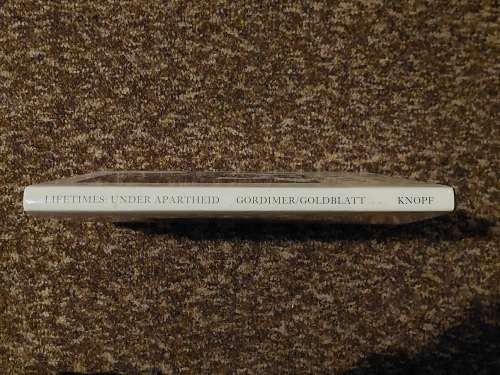 LIFETIMES: UNDER APARTHEID GORDIMER/GOLDBLATT KNOPF